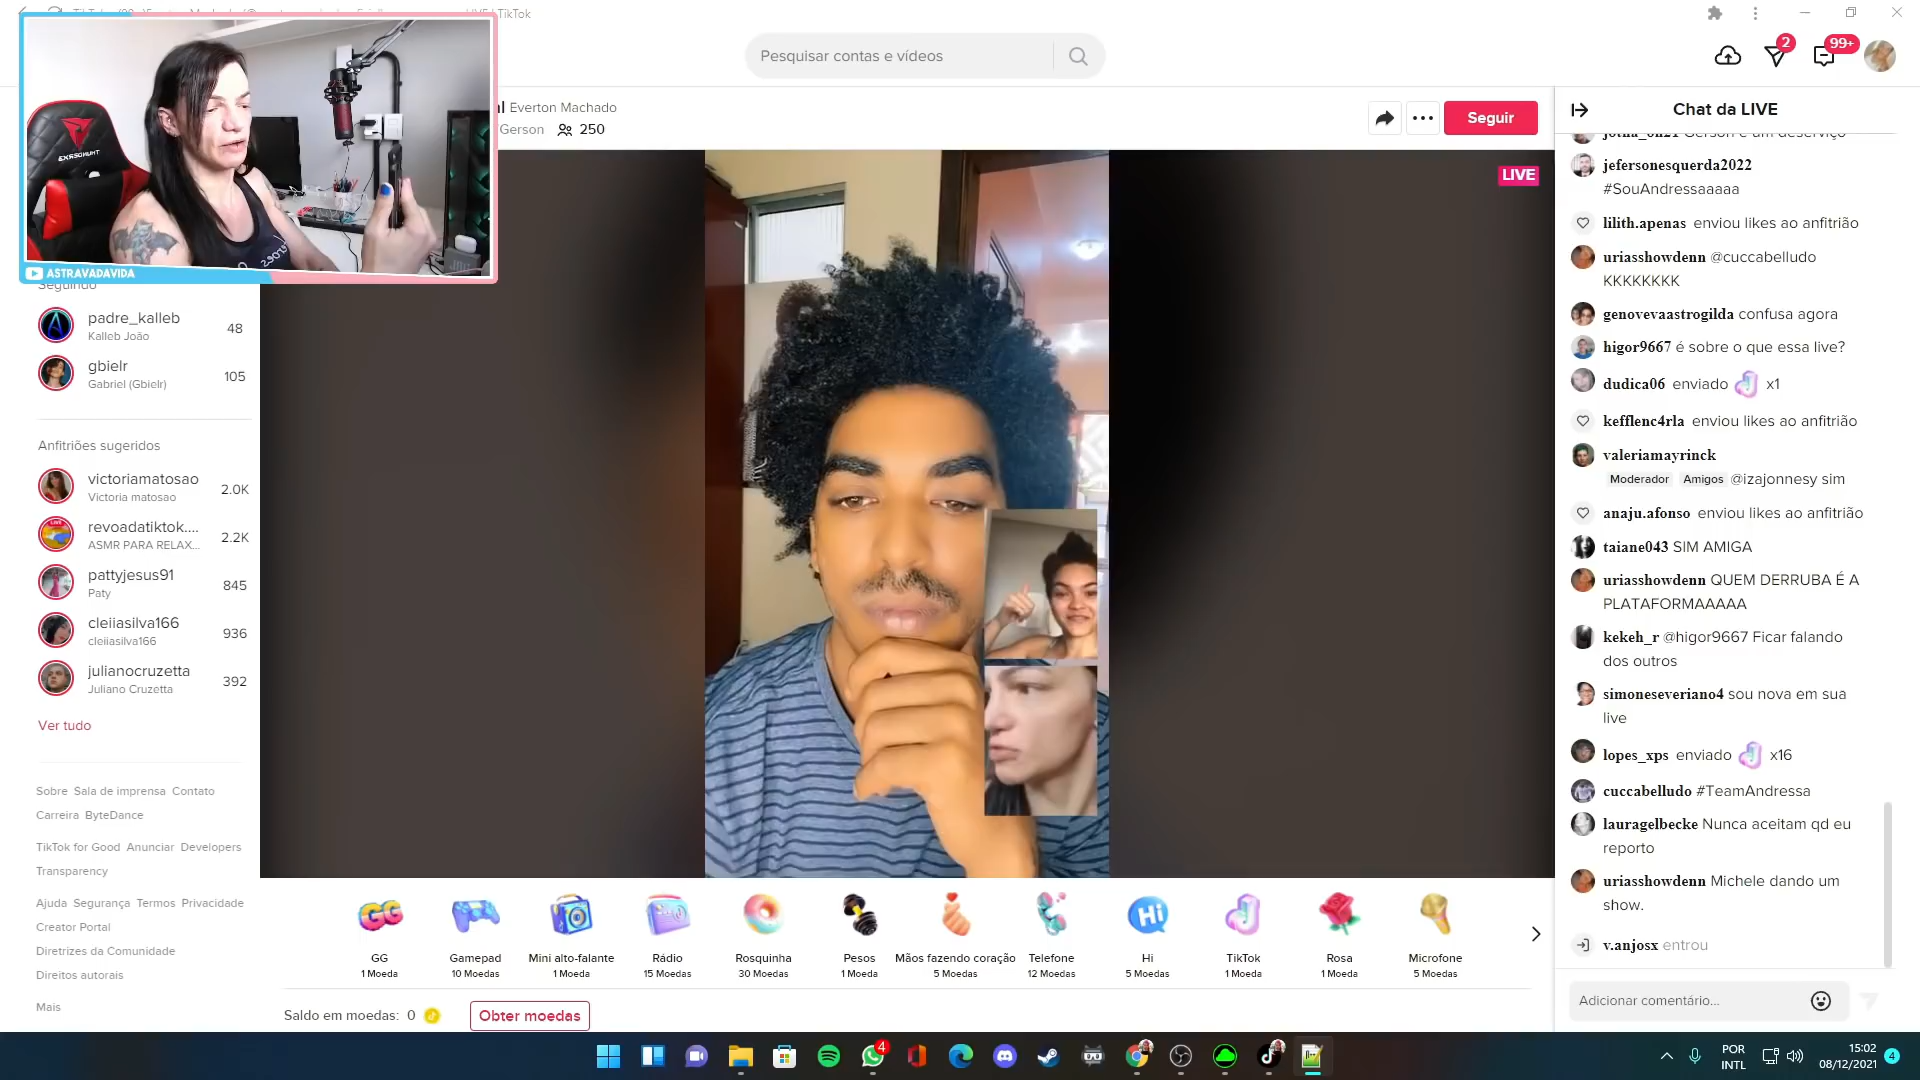 LIVE | TikTok
Pesquisar contas e vídeos
2
99+
Everton Machado
Gerson 250
Seguir
Chat da LIVE
LIVE
ASTRAVADAVIDA
Seguindo
padre_kalleb
Kalleb João
48
gbielr
Gabriel (Gbielr)
105
Anfitriões sugeridos
victoriamatosao
Victoria matosao
2.0K
revoadatiktok....
ASMR PARA RELAX...
2.2K
pattyjesus91
Paty
845
cleiiasilva166
cleiiasilva166
936
julianocruzetta
Juliano Cruzetta
392
Ver tudo
Sobre Sala de imprensa Contato
Carreira ByteDance
TikTok for Good Anunciar Developers
Transparency
Ajuda Segurança Termos Privacidade
Creator Portal
Diretrizes da Comunidade
Direitos autorais
Mais
GG
1 Moeda
Gamepad
10 Moedas
Mini alto-falante
1 Moeda
Rádio
15 Moedas
Rosquinha
30 Moedas
Pesos
1 Moeda
Mãos fazendo coração
5 Moedas
Telefone
12 Moedas
Hi
Hi
5 Moedas
TikTok
1 Moeda
Rosa
1 Moeda
Microfone
5 Moedas
Saldo em moedas: 0
Obter moedas
jefersonesquerda2022
#SouAndressaaaaa
lilith.apenas enviou likes ao anfitrião
uriasshowdenn @cuccabelludo
KKKKKKKK
genovevaastrogilda confusa agora
higor9667 é sobre o que essa live?
dudica06 enviado x1
kefflenc4rla enviou likes ao anfitrião
valeriamayrinck
Moderador Amigos @izajonnesy sim
anaju.afonso enviou likes ao anfitrião
taiane043 SIM AMIGA
uriasshowdenn QUEM DERRUBA É A
PLATAFORMAAAAA
kekeh_r @higor9667 Ficar falando
dos outros
simoneseveriano4 sou nova em sua
live
lopes_xps enviado x16
cuccabelludo #TeamAndressa
lauragelbecke Nunca aceitam qd eu
reporto
uriasshowdenn Michele dando um
show.
v.anjosx entrou
Adicionar comentário...
4
POR
INTL
15:02
08/12/2021
4